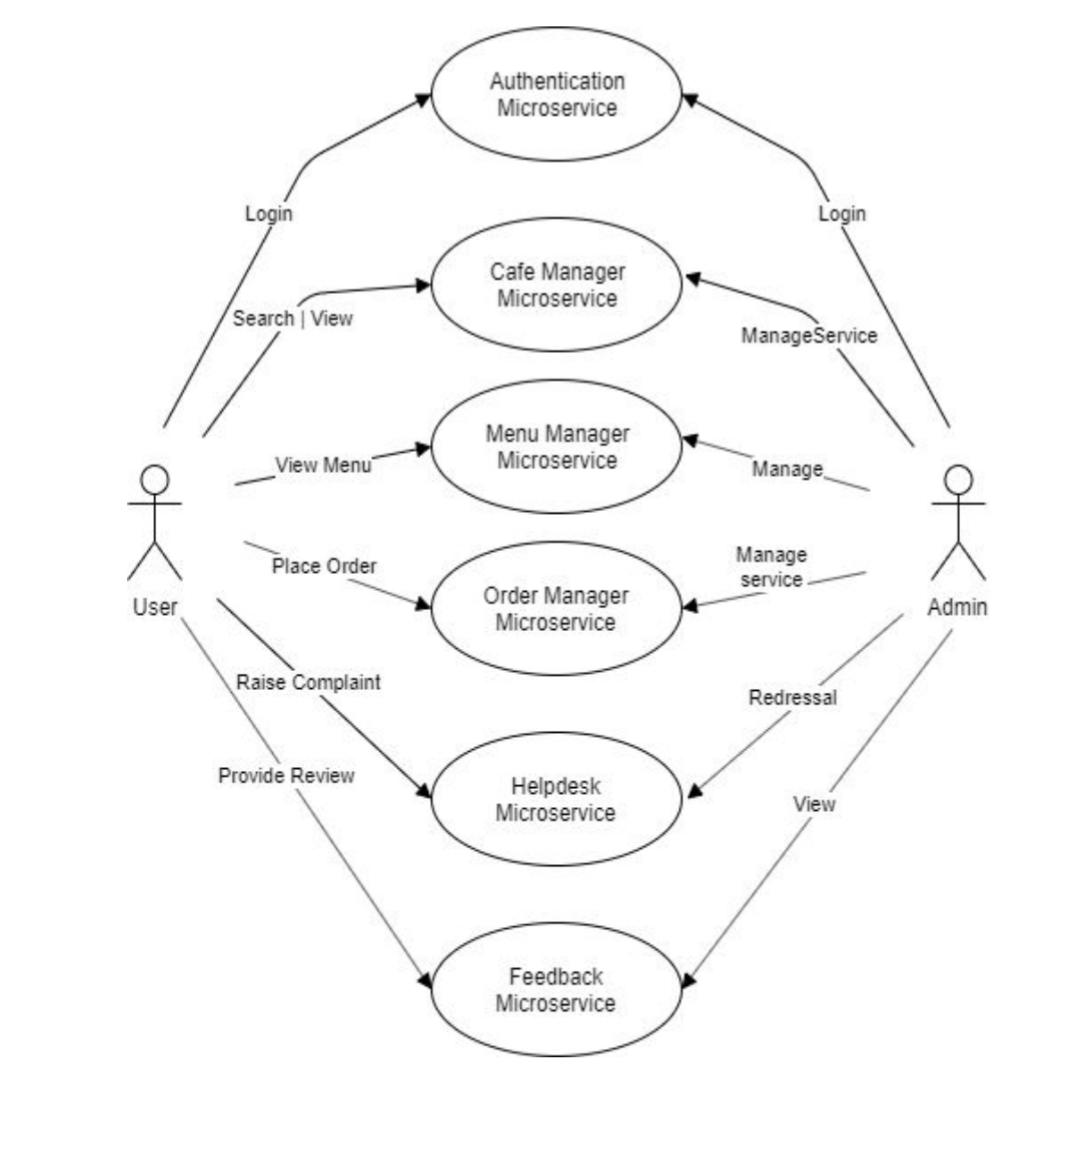 Authentication
Microservice
Login
Login
Cafe Manager
Microservice
Search | View
ManageService
Menu Manager
Microservice
View Menu
Manage
Place Order
Manage
service
Order Manager
Microservice
User
Admin
Raise Complaint
Redressal
Provide Review
Helpdesk
Microservice
View
Feedback
Microservice